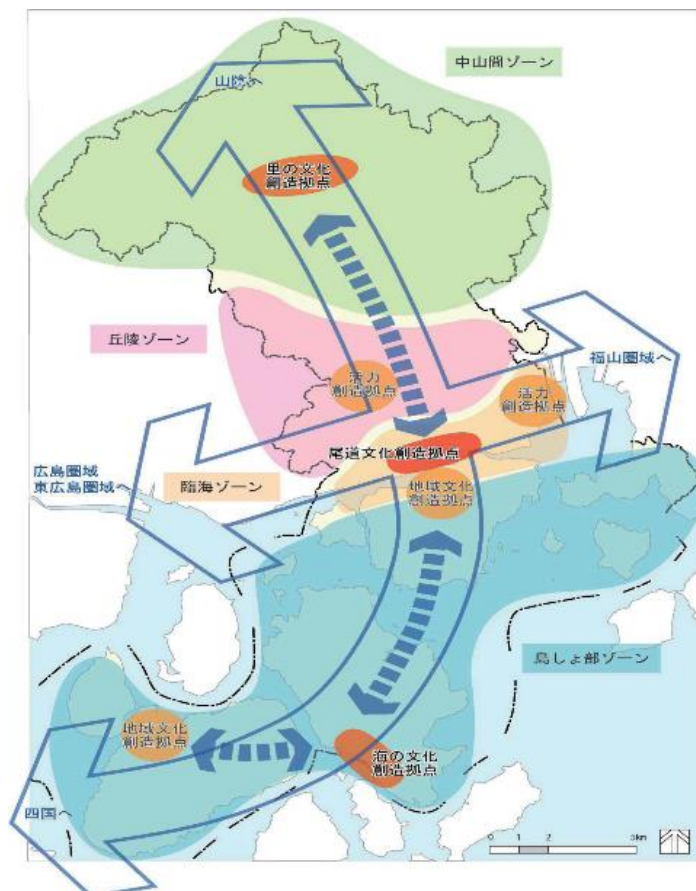 中山間ゾーン
山陰へ
里の文化
創造拠点
丘陵ゾーン
福山圏域へ
活力
創造拠点
活力
創造拠点
尾道文化創造拠点
広島圏域
東広島圏域へ
臨海ゾーン
地域文化
創造拠点
島しょ部ゾーン
地域文化
創造拠点
海の文化
創造拠点
四国へ
0 1 2 5km